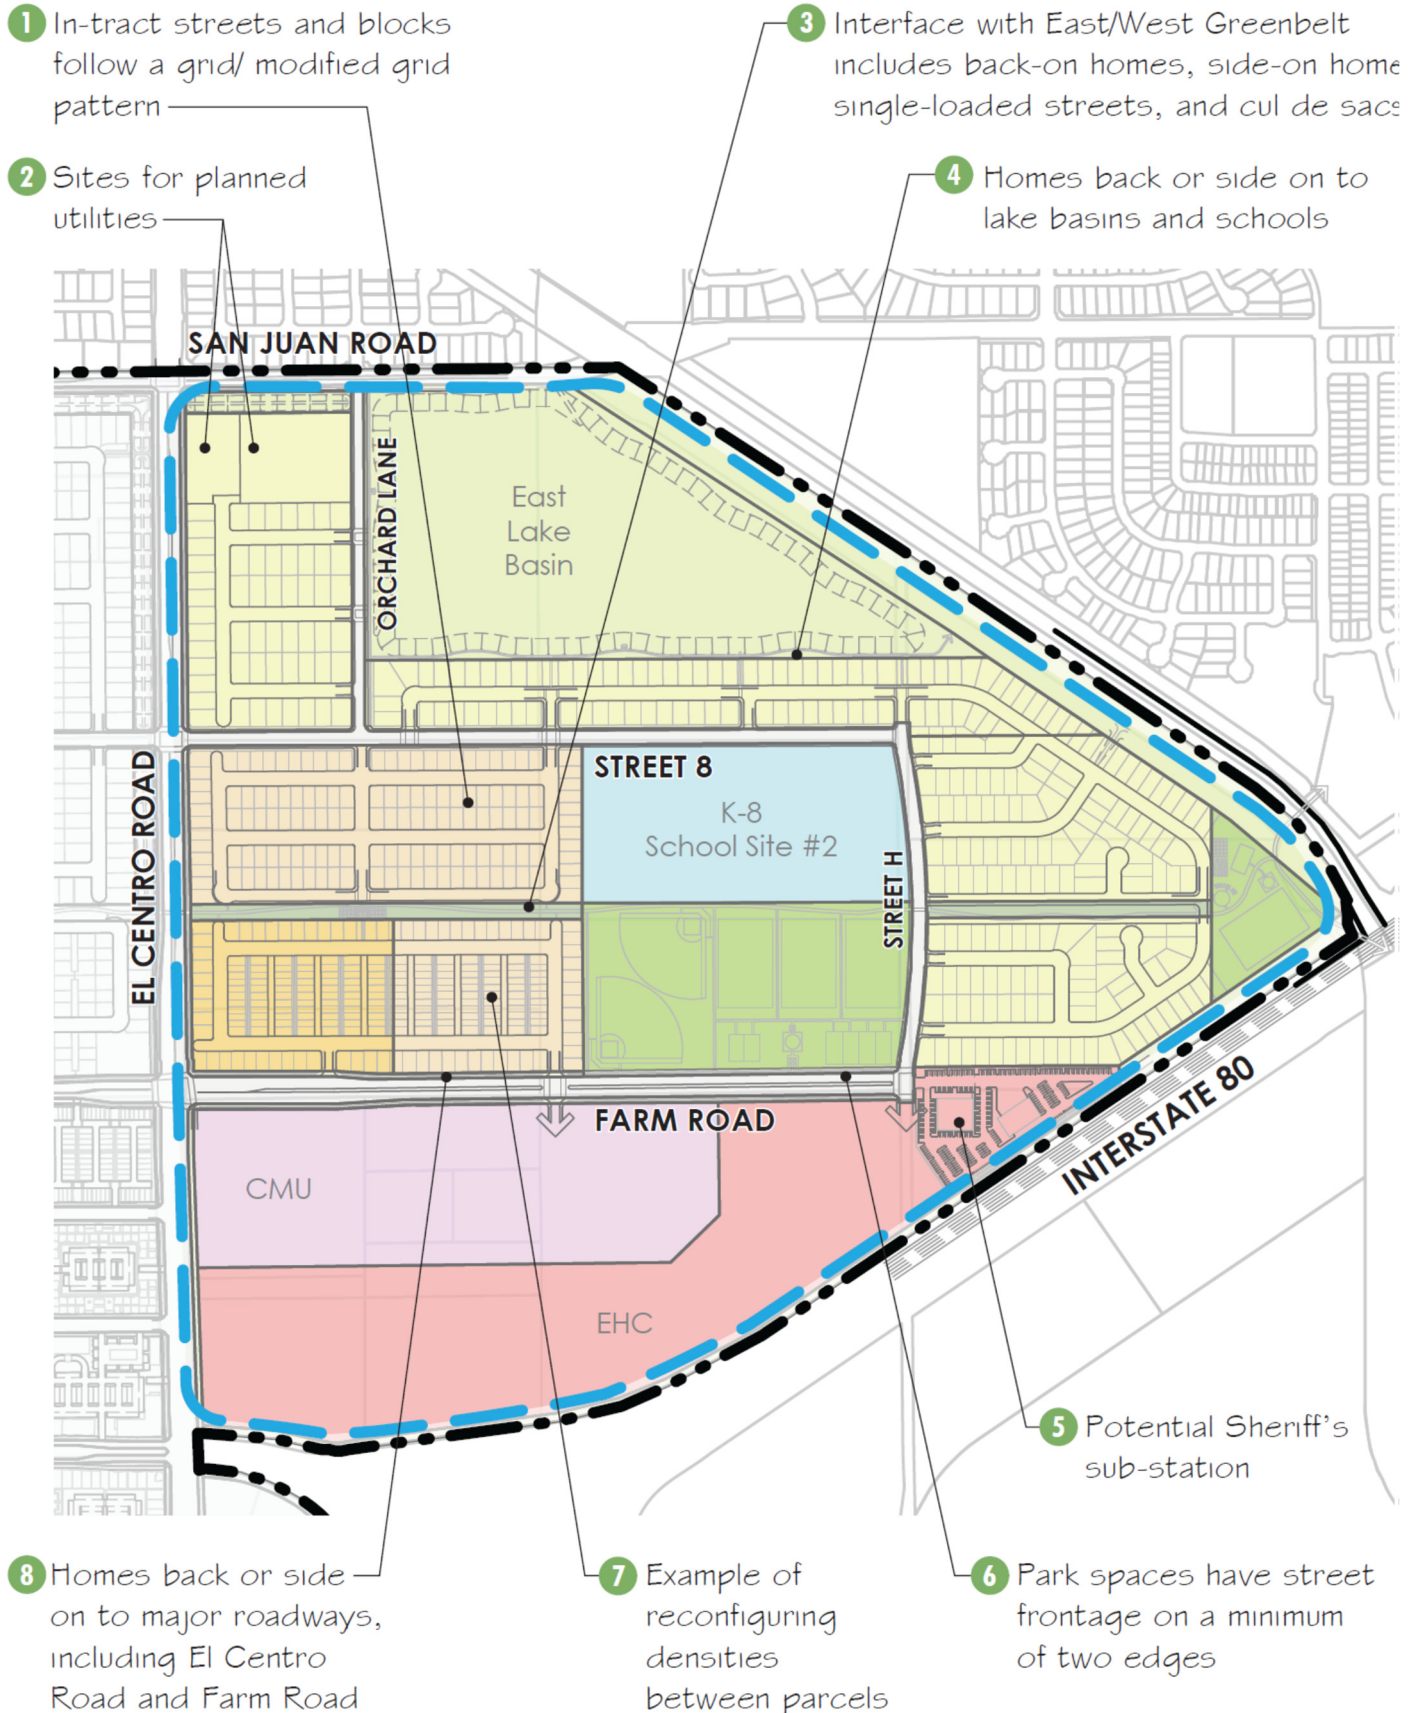 1 In-tract streets and blocks
follow a grid/ modified grid
pattern
2 Sites for planned
utilities
3 Interface with East/West Greenbelt
includes back-on homes, side-on home
single-loaded streets, and cul de sacs
4 Homes back or side on to
lake basins and schools
SAN JUAN ROAD
ORCHARD LANE
East
Lake
Basin
EL CENTRO ROAD
STREET 8
K-8
School Site #2
STREET H
FARM ROAD
INTERSTATE 80
CMU
EHC
5 Potential Sheriff's
sub-station
8 Homes back or side
on to major roadways,
including El Centro
Road and Farm Road
7 Example of
reconfiguring
densities
between parcels
6 Park spaces have street
frontage on a minimum
of two edges